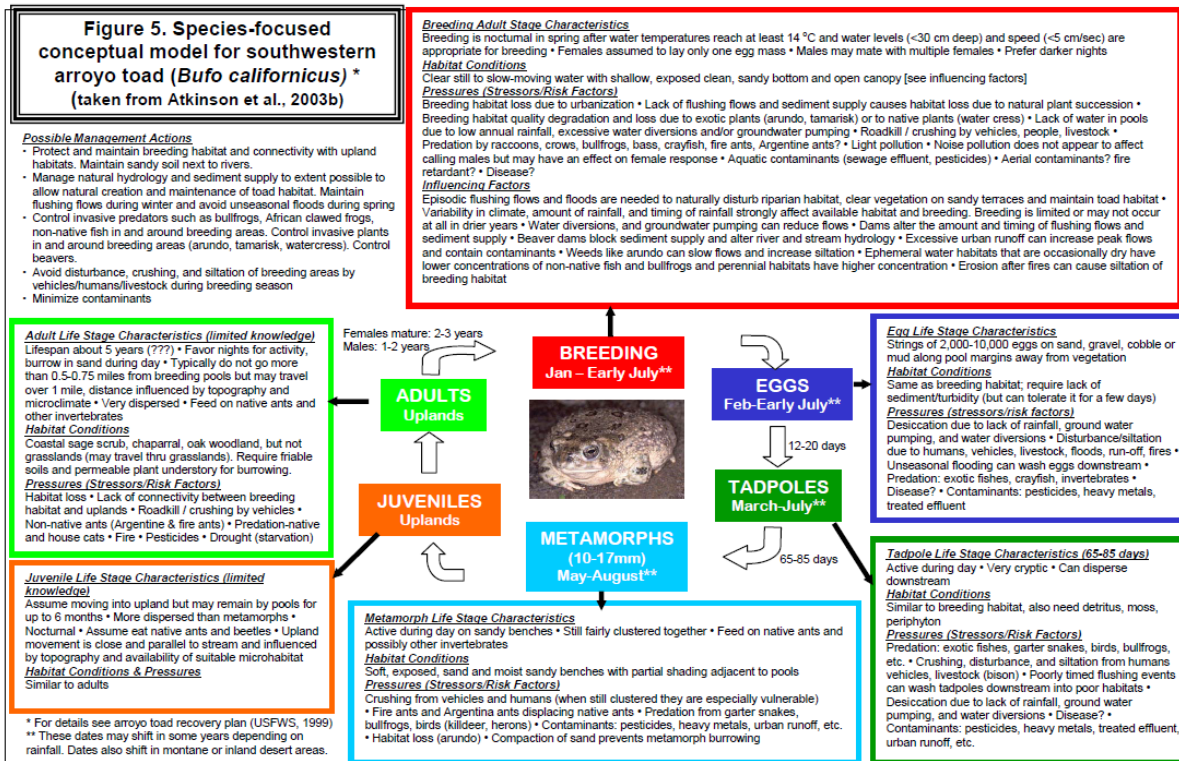 Figure 5. Species-focused
conceptual model for southwestern
arroyo toad (Bufo californicus) *
(taken from Atkinson et al., 2003b)
Possible Management Actions
· Protect and maintain breeding habitat and connectivity with upland
habitats. Maintain sandy soil next to rivers.
· Manage natural hydrology and sediment supply to extent possible to
allow natural creation and maintenance of toad habitat. Maintain
flushing flows during winter and avoid unseasonal floods during spring
· Control invasive predators such as bullfrogs, African clawed frogs,
non-native fish in and around breeding areas. Control invasive plants
in and around breeding areas (arundo, tamarisk, watercress). Control
beavers.
· Avoid disturbance, crushing, and siltation of breeding areas by
vehicles/humans/livestock during breeding season
· Minimize contaminants
Breeding Adult Stage Characteristics
Breeding is nocturnal in spring after water temperatures reach at least 14 °C and water levels (<30 cm deep) and speed (<5 cm/sec) are
appropriate for breeding • Females assumed to lay only one egg mass • Males may mate with multiple females • Prefer darker nights
Habitat Conditions
Clear still to slow-moving water with shallow, exposed clean, sandy bottom and open canopy [see influencing factors]
Pressures (Stressors/Risk Factors)
Breeding habitat loss due to urbanization • Lack of flushing flows and sediment supply causes habitat loss due to natural plant succession •
Breeding habitat quality degradation and loss due to exotic plants (arundo, tamarisk) or to native plants (water cress) • Lack of water in pools
due to low annual rainfall, excessive water diversions and/or groundwater pumping • Roadkill / crushing by vehicles, people, livestock •
Predation by raccoons, crows, bullfrogs, bass, crayfish, fire ants, Argentine ants? • Light pollution • Noise pollution does not appear to affect
calling males but may have an effect on female response • Aquatic contaminants (sewage effluent, pesticides) • Aerial contaminants? fire
retardant? • Disease?
Influencing Factors
Episodic flushing flows and floods are needed to naturally disturb riparian habitat, clear vegetation on sandy terraces and maintain toad habitat •
Variability in climate, amount of rainfall, and timing of rainfall strongly affect available habitat and breeding. Breeding is limited or may not occur
at all in drier years • Water diversions, and groundwater pumping can reduce flows • Dams alter the amount and timing of flushing flows and
sediment supply • Beaver dams block sediment supply and alter river and stream hydrology • Excessive urban runoff can increase peak flows
and contain contaminants • Weeds like arundo can slow flows and increase siltation • Ephemeral water habitats that are occasionally dry have
lower concentrations of non-native fish and bullfrogs and perennial habitats have higher concentration • Erosion after fires can cause siltation of
breeding habitat
Adult Life Stage Characteristics (limited knowledge)
Lifespan about 5 years (???) • Favor nights for activity,
burrow in sand during day • Typically do not go more
than 0.5-0.75 miles from breeding pools but may travel
over 1 mile, distance influenced by topography and
microclimate • Very dispersed • Feed on native ants and
other invertebrates
Habitat Conditions
Coastal sage scrub, chaparral, oak woodland, but not
grasslands (may travel thru grasslands). Require friable
soils and permeable plant understory for burrowing.
Pressures (Stressors/Risk Factors)
Habitat loss • Lack of connectivity between breeding
habitat and uplands • Roadkill / crushing by vehicles •
Non-native ants (Argentine & fire ants) • Predation-native
and house cats • Fire • Pesticides • Drought (starvation)
Females mature: 2-3 years
Males: 1-2 years
ADULTS
Uplands
JUVENILES
Uplands
BREEDING
Jan – Early July**
EGGS
Feb-Early July**
12-20 days
TADPOLES
March-July**
65-85 days
METAMORPHS
(10-17mm)
May-August**
Egg Life Stage Characteristics
Strings of 2,000-10,000 eggs on sand, gravel, cobble or
mud along pool margins away from vegetation
Habitat Conditions
Same as breeding habitat; require lack of
sediment/turbidity (but can tolerate it for a few days)
Pressures (stressors/risk factors)
Desiccation due to lack of rainfall, ground water
pumping, and water diversions • Disturbance/siltation
due to humans, vehicles, livestock, floods, run-off, fires •
Unseasonal flooding can wash eggs downstream •
Predation: exotic fishes, crayfish, invertebrates •
Disease? • Contaminants: pesticides, heavy metals,
treated effluent
Juvenile Life Stage Characteristics (limited
knowledge)
Assume moving into upland but may remain by pools for
up to 6 months • More dispersed than metamorphs •
Nocturnal • Assume eat native ants and beetles • Upland
movement is close and parallel to stream and influenced
by topography and availability of suitable microhabitat
Habitat Conditions & Pressures
Similar to adults
Metamorph Life Stage Characteristics
Active during day on sandy benches • Still fairly clustered together • Feed on native ants and
possibly other invertebrates
Habitat Conditions
Soft, exposed, sand and moist sandy benches with partial shading adjacent to pools
Pressures (Stressors/Risk Factors)
Crushing from vehicles and humans (when still clustered they are especially vulnerable)
• Fire ants and Argentina ants displacing native ants • Predation from garter snakes,
bullfrogs, birds (killdeer, herons) • Contaminants: pesticides, heavy metals, urban runoff, etc.
• Habitat loss (arundo) • Compaction of sand prevents metamorph burrowing
Tadpole Life Stage Characteristics (65-85 days)
Active during day • Very cryptic • Can disperse
downstream
Habitat Conditions
Similar to breeding habitat, also need detritus, moss,
periphyton
Pressures (Stressors/Risk Factors)
Predation: exotic fishes, garter snakes, birds, bullfrogs,
etc. • Crushing, disturbance, and siltation from humans
vehicles, livestock (bison) • Poorly timed flushing events
can wash tadpoles downstream into poor habitats •
Desiccation due to lack of rainfall, ground water
pumping, and water diversions • Disease? •
Contaminants: pesticides, heavy metals, treated effluent,
urban runoff, etc.
* For details see arroyo toad recovery plan (USFWS, 1999)
** These dates may shift in some years depending on
rainfall. Dates also shift in montane or inland desert areas.